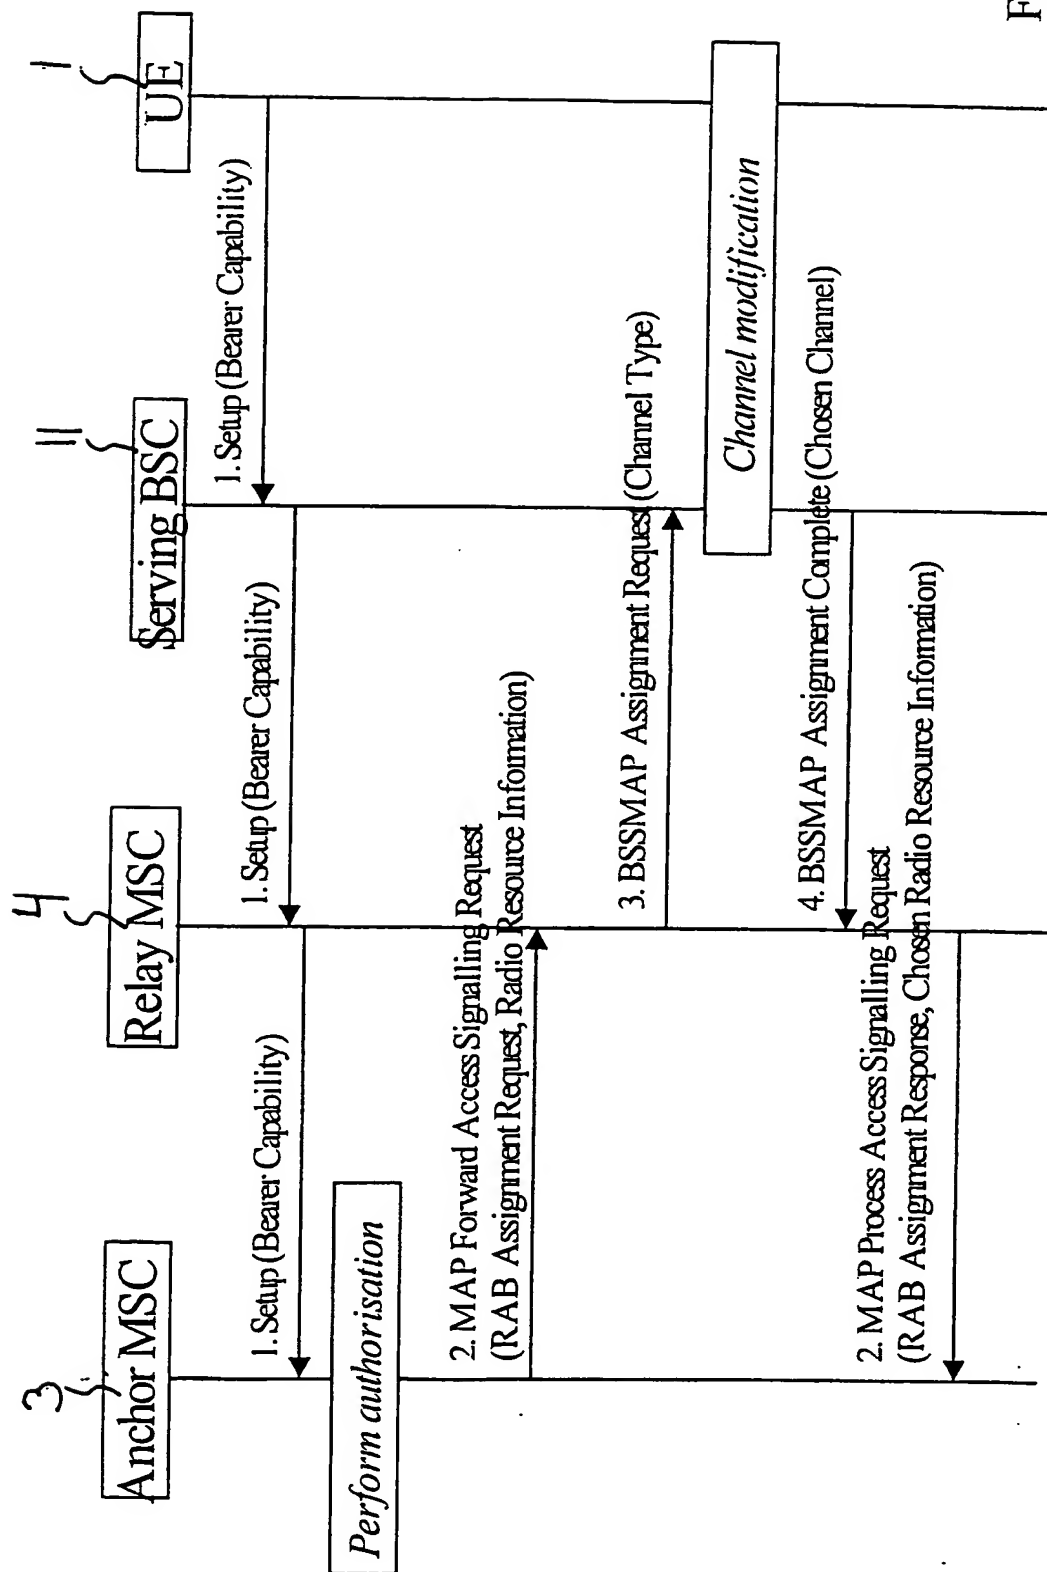 3
Anchor MSC
4
Relay MSC
11
Serving BSC
1
UE
1. Setup (Bearer Capability)
1. Setup (Bearer Capability)
1. Setup (Bearer Capability)
Perform authorisation
2. MAP Forward Access Signalling Request
(RAB Assignment Request, Radio Resource Information)
3. BSSMAP Assignment Request (Channel Type)
Channel modification
4. BSSMAP Assignment Complete (Chosen Channel)
2. MAP Process Access Signalling Request
(RAB Assignment Response, Chosen Radio Resource Information)
F